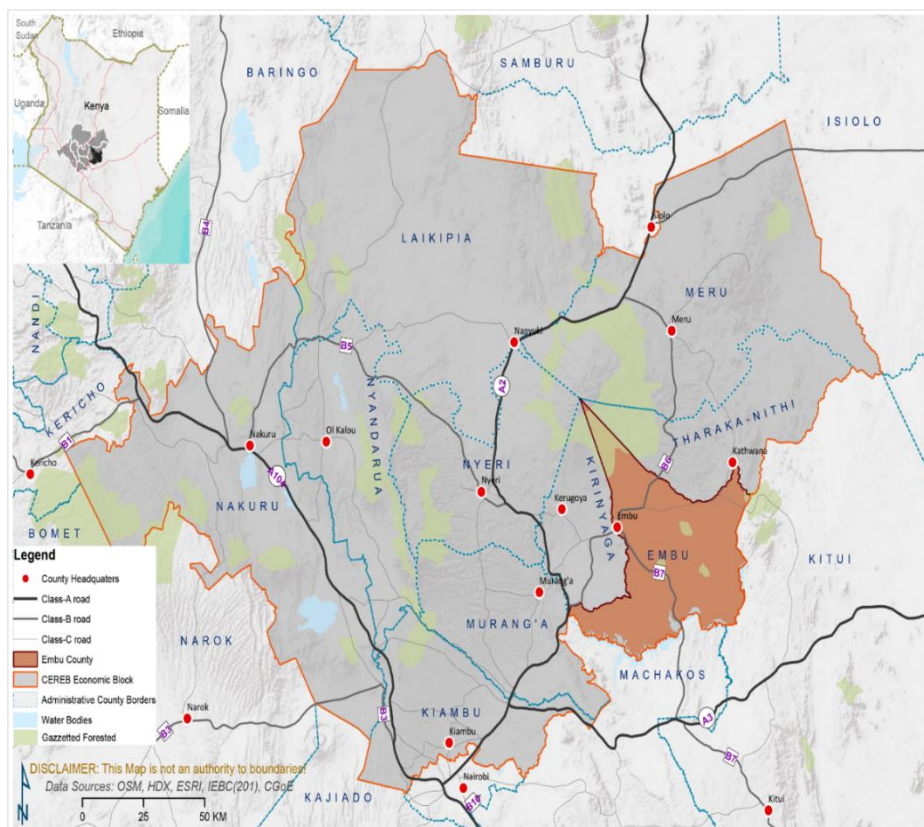 South
Sudan
Ethiopia
Uganda
Kenya
Somalia
Tanzania
BARINGO
SAMBURU
ISIOLO
B4
LAIKIPIA
MERU
Meru
NANDI
Nanyuki
B5
A2
KERICHO
B1
Kericho
NYANDARUA
Nakuru
Ol Kalou
THARAKA-NITHI
Kathwana
B6
NYERI
Nyeri
KIRINYAGA
Kerugoya
NAKURU
BOMET
Embu
EMBU
KITUI
B7
Murang'a
MURANG'A
NAROK
MACHAKOS
Narok
B3
B3
KIAMBU
Kiambu
A3
B7
Nairobi
KAJIADO
Kitui
Legend
County Headquaters
Class-A road
Class-B road
Class-C road
Embu County
CEREB Economic Block
Administrative County Borders
Water Bodies
Gazzetted Forested
DISCLAIMER: This Map is not an authority to boundaries!
Data Sources: OSM, HDX, ESRI, IEBC(201), CGoE
N
0 25 50 KM